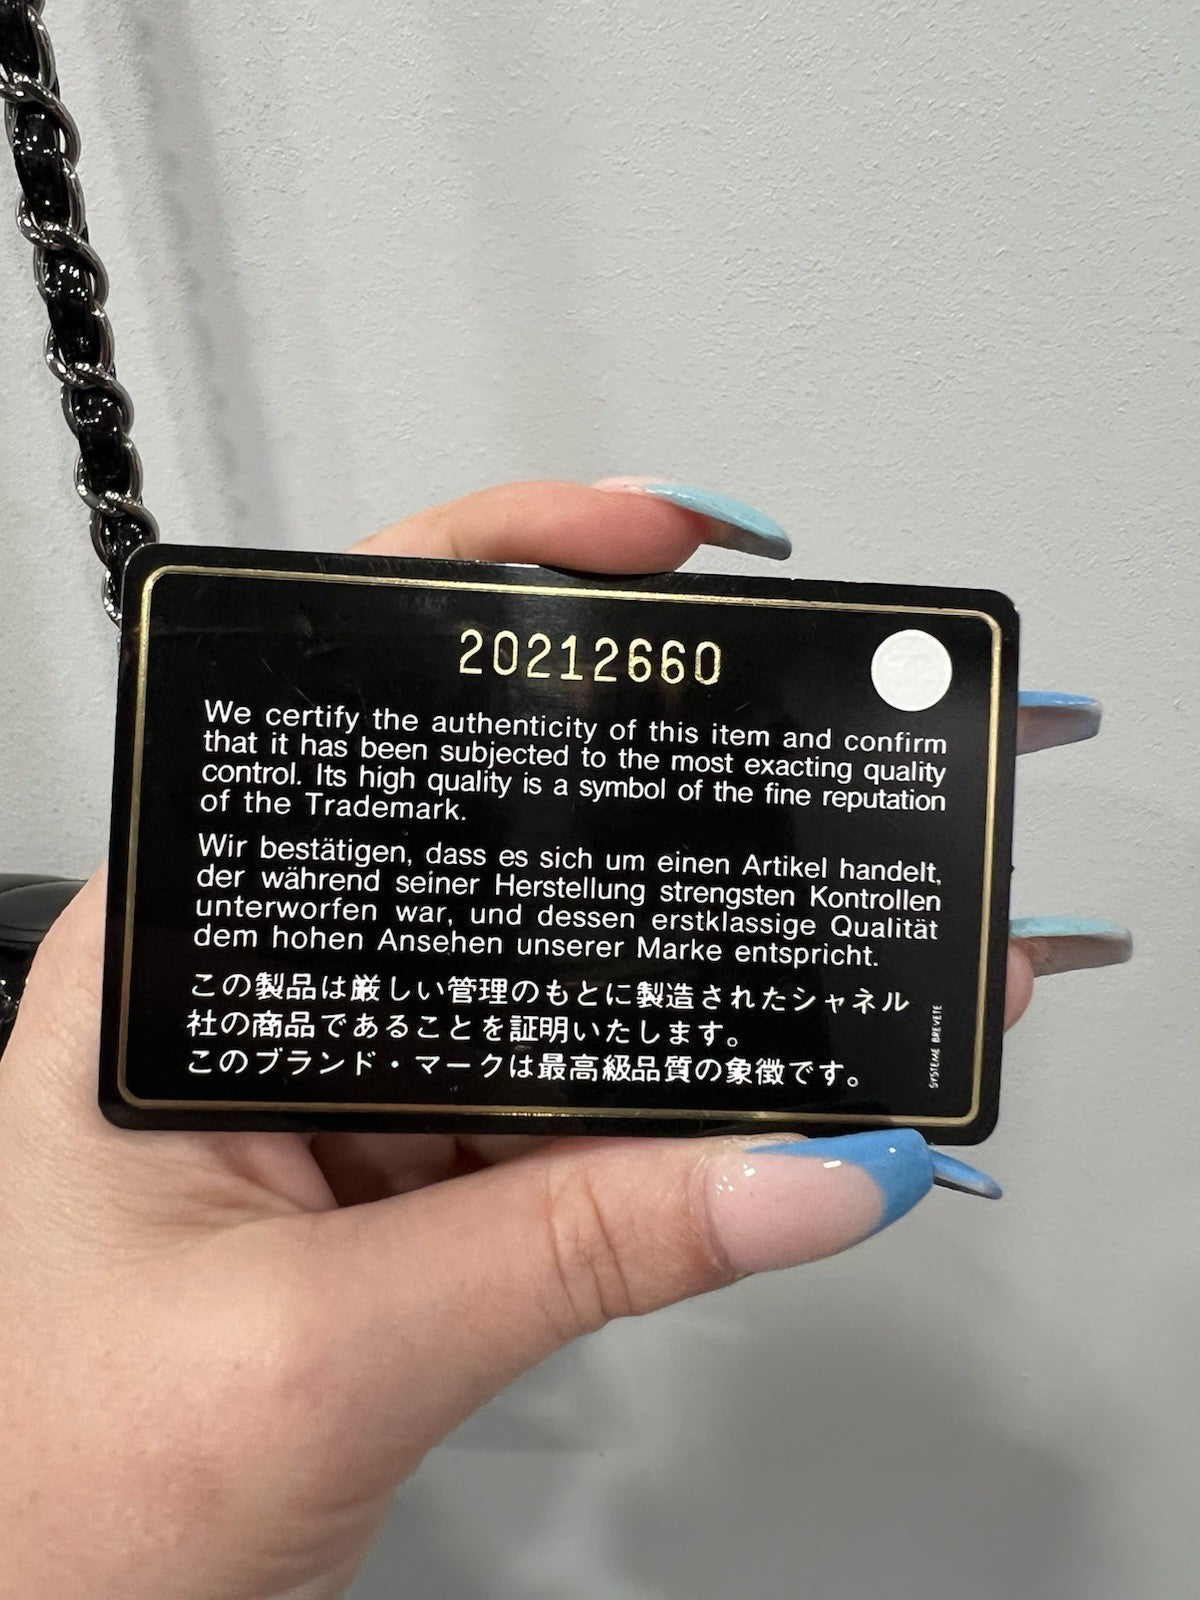 20212660
We certify the authenticity of this item and confirm
that it has been subjected to the most exacting quality
control. Its high quality is a symbol of the fine reputation
of the Trademark.
Wir bestätigen, dass es sich um einen Artikel handelt,
der während seiner Herstellung strengsten Kontrollen
unterworfen war, und dessen erstklassige Qualität
dem hohen Ansehen unserer Marke entspricht.
この製品は厳しい管理のもとに製造されたシャネル
社の商品であることを証明いたします。
このブランド・マークは最高級品質の象徴です。
SYSTEME BREVETE